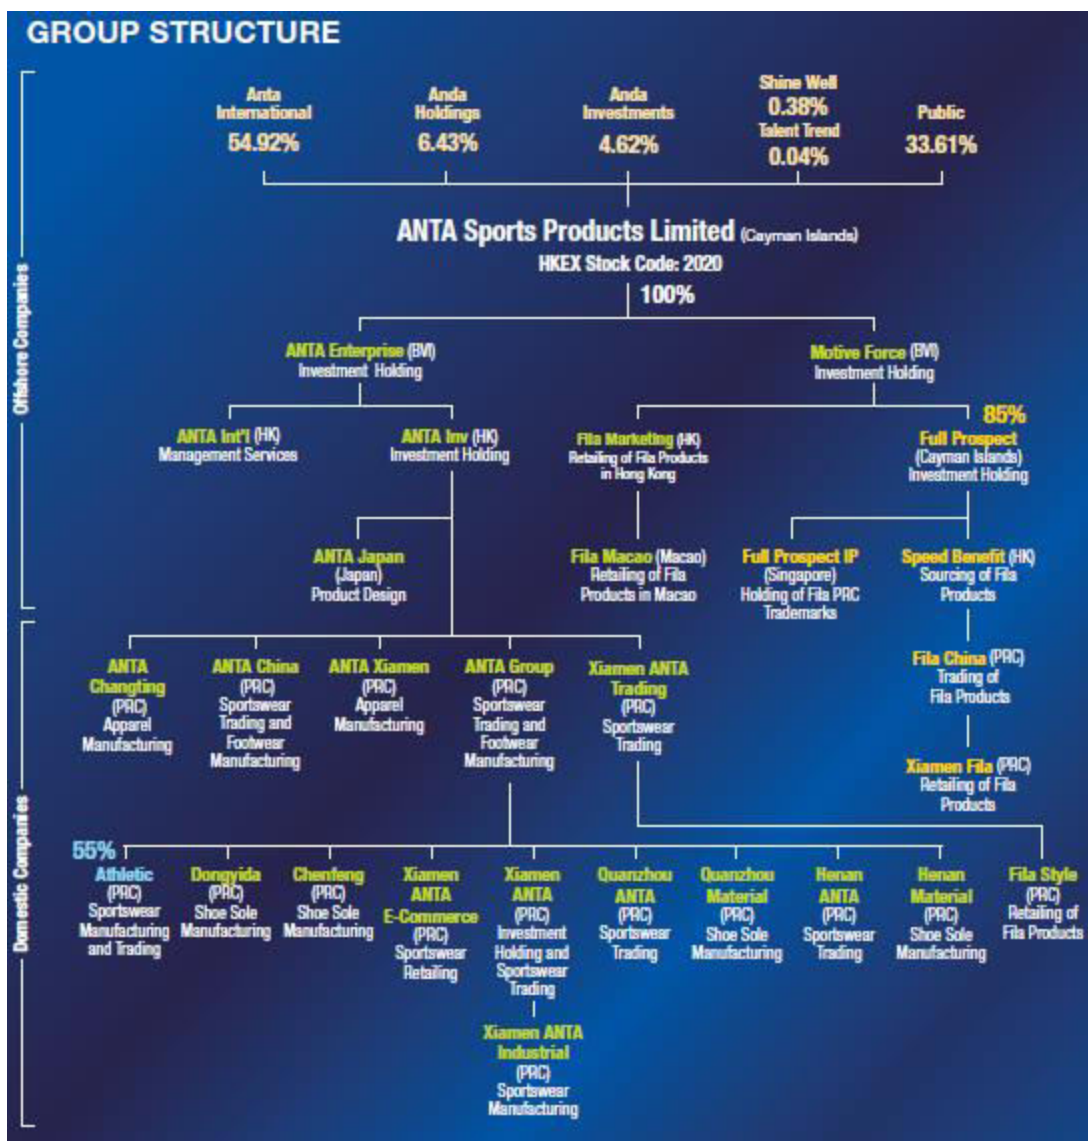 GROUP STRUCTURE
Offshore Companies
Anta
International
54.92%
Anda
Holdings
6.43%
Anda
Investments
4.62%
Shine Well
0.38%
Talent Trend
0.04%
Public
33.61%
ANTA Sports Products Limited (Cayman Islands)
HKEX Stock Code: 2020
100%
ANTA Enterprise (BVI)
Investment Holding
Motive Force (BVI)
Investment Holding
ANTA Int'l (HK)
Management Services
ANTA Inv (HK)
Investment Holding
Fila Marketing (HK)
Retailing of Fila Products
in Hong Kong
85%
Full Prospect
(Cayman Islands)
Investment Holding
ANTA Japan
(Japan)
Product Design
Fila Macao (Macao)
Retailing of Fila
Products in Macao
Full Prospect IP
(Singapore)
Holding of Fila PRC
Trademarks
Speed Benefit (HK)
Sourcing of Fila
Products
Domestic Companies
ANTA
Changting
(PRC)
Apparel
Manufacturing
ANTA China
(PRC)
Sportswear
Trading and
Footwear
Manufacturing
ANTA Xiamen
(PRC)
Apparel
Manufacturing
ANTA Group
(PRC)
Sportswear
Trading and
Footwear
Manufacturing
Xiamen ANTA
Trading
(PRC)
Sportswear
Trading
Fila China (PRC)
Trading of
Fila Products
Xiamen Fila (PRC)
Retailing of Fila
Products
55%
Athletic
(PRC)
Sportswear
Manufacturing
and Trading
Dongyida
(PRC)
Shoe Sole
Manufacturing
Chenfeng
(PRC)
Shoe Sole
Manufacturing
Xiamen
ANTA
E-Commerce
(PRC)
Sportswear
Retailing
Xiamen
ANTA
(PRC)
Investment
Holding and
Sportswear
Trading
Quanzhou
ANTA
(PRC)
Sportswear
Trading
Quanzhou
Material
(PRC)
Shoe Sole
Manufacturing
Henan
ANTA
(PRC)
Sportswear
Trading
Henan
Material
(PRC)
Shoe Sole
Manufacturing
Fila Style
(PRC)
Retailing of
Fila Products
Xiamen ANTA
Industrial
(PRC)
Sportswear
Manufacturing